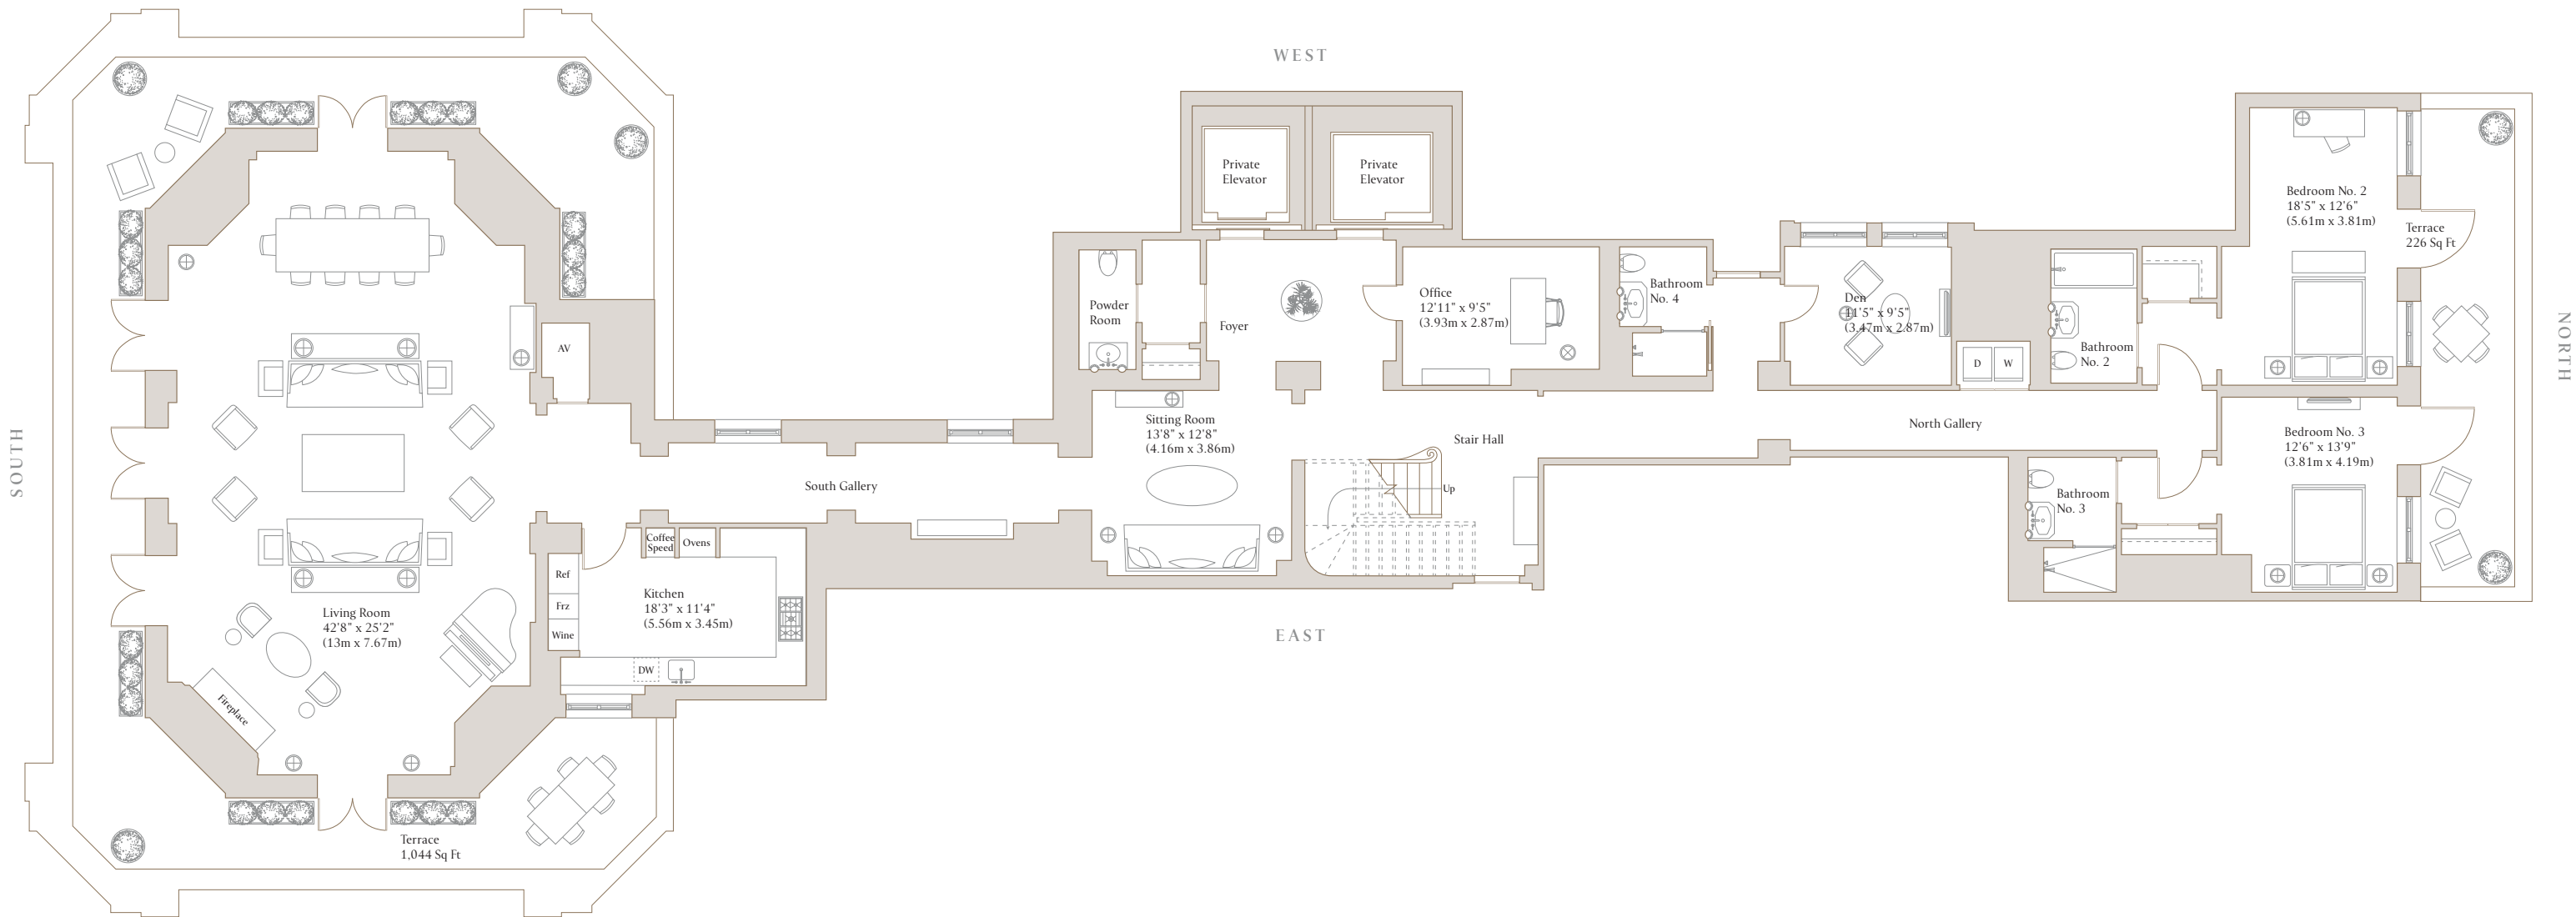 WEST
SOUTH
NORTH
EAST
Private
Elevator
Private
Elevator
Bedroom No. 2
18'5" x 12'6"
(5.61m x 3.81m)
Terrace
226 Sq Ft
Powder
Room
Foyer
Office
12'11" x 9'5"
(3.93m x 2.87m)
Bathroom
No. 4
Den
11'5" x 9'5"
(3.47m x 2.87m)
D
W
Bathroom
No. 2
AV
Sitting Room
13'8" x 12'8"
(4.16m x 3.86m)
Stair Hall
North Gallery
Bedroom No. 3
12'6" x 13'9"
(3.81m x 4.19m)
South Gallery
Up
Bathroom
No. 3
Coffee
Speed
Ovens
Ref
Frz
Wine
Kitchen
18'3" x 11'4"
(5.56m x 3.45m)
DW
Living Room
42'8" x 25'2"
(13m x 7.67m)
Fireplace
Terrace
1,044 Sq Ft